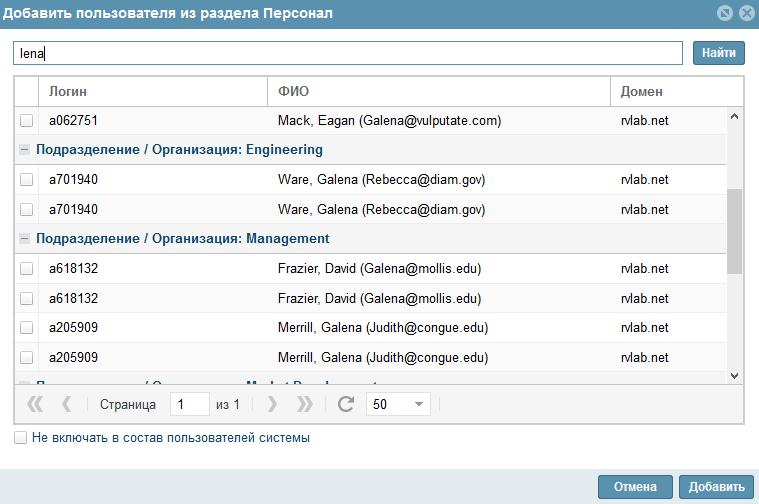 Добавить пользователя из раздела Персонал
lena
Найти
Логин ФИО Домен
a062751 Mack, Eagan (Galena@vulputate.com) rvlab.net
Подразделение / Организация: Engineering
a701940 Ware, Galena (Rebecca@diam.gov) rvlab.net
a701940 Ware, Galena (Rebecca@diam.gov) rvlab.net
Подразделение / Организация: Management
a618132 Frazier, David (Galena@mollis.edu) rvlab.net
a618132 Frazier, David (Galena@mollis.edu) rvlab.net
a205909 Merrill, Galena (Judith@congue.edu) rvlab.net
a205909 Merrill, Galena (Judith@congue.edu) rvlab.net
Страница 1 из 1 50
Не включать в состав пользователей системы
Отмена Добавить